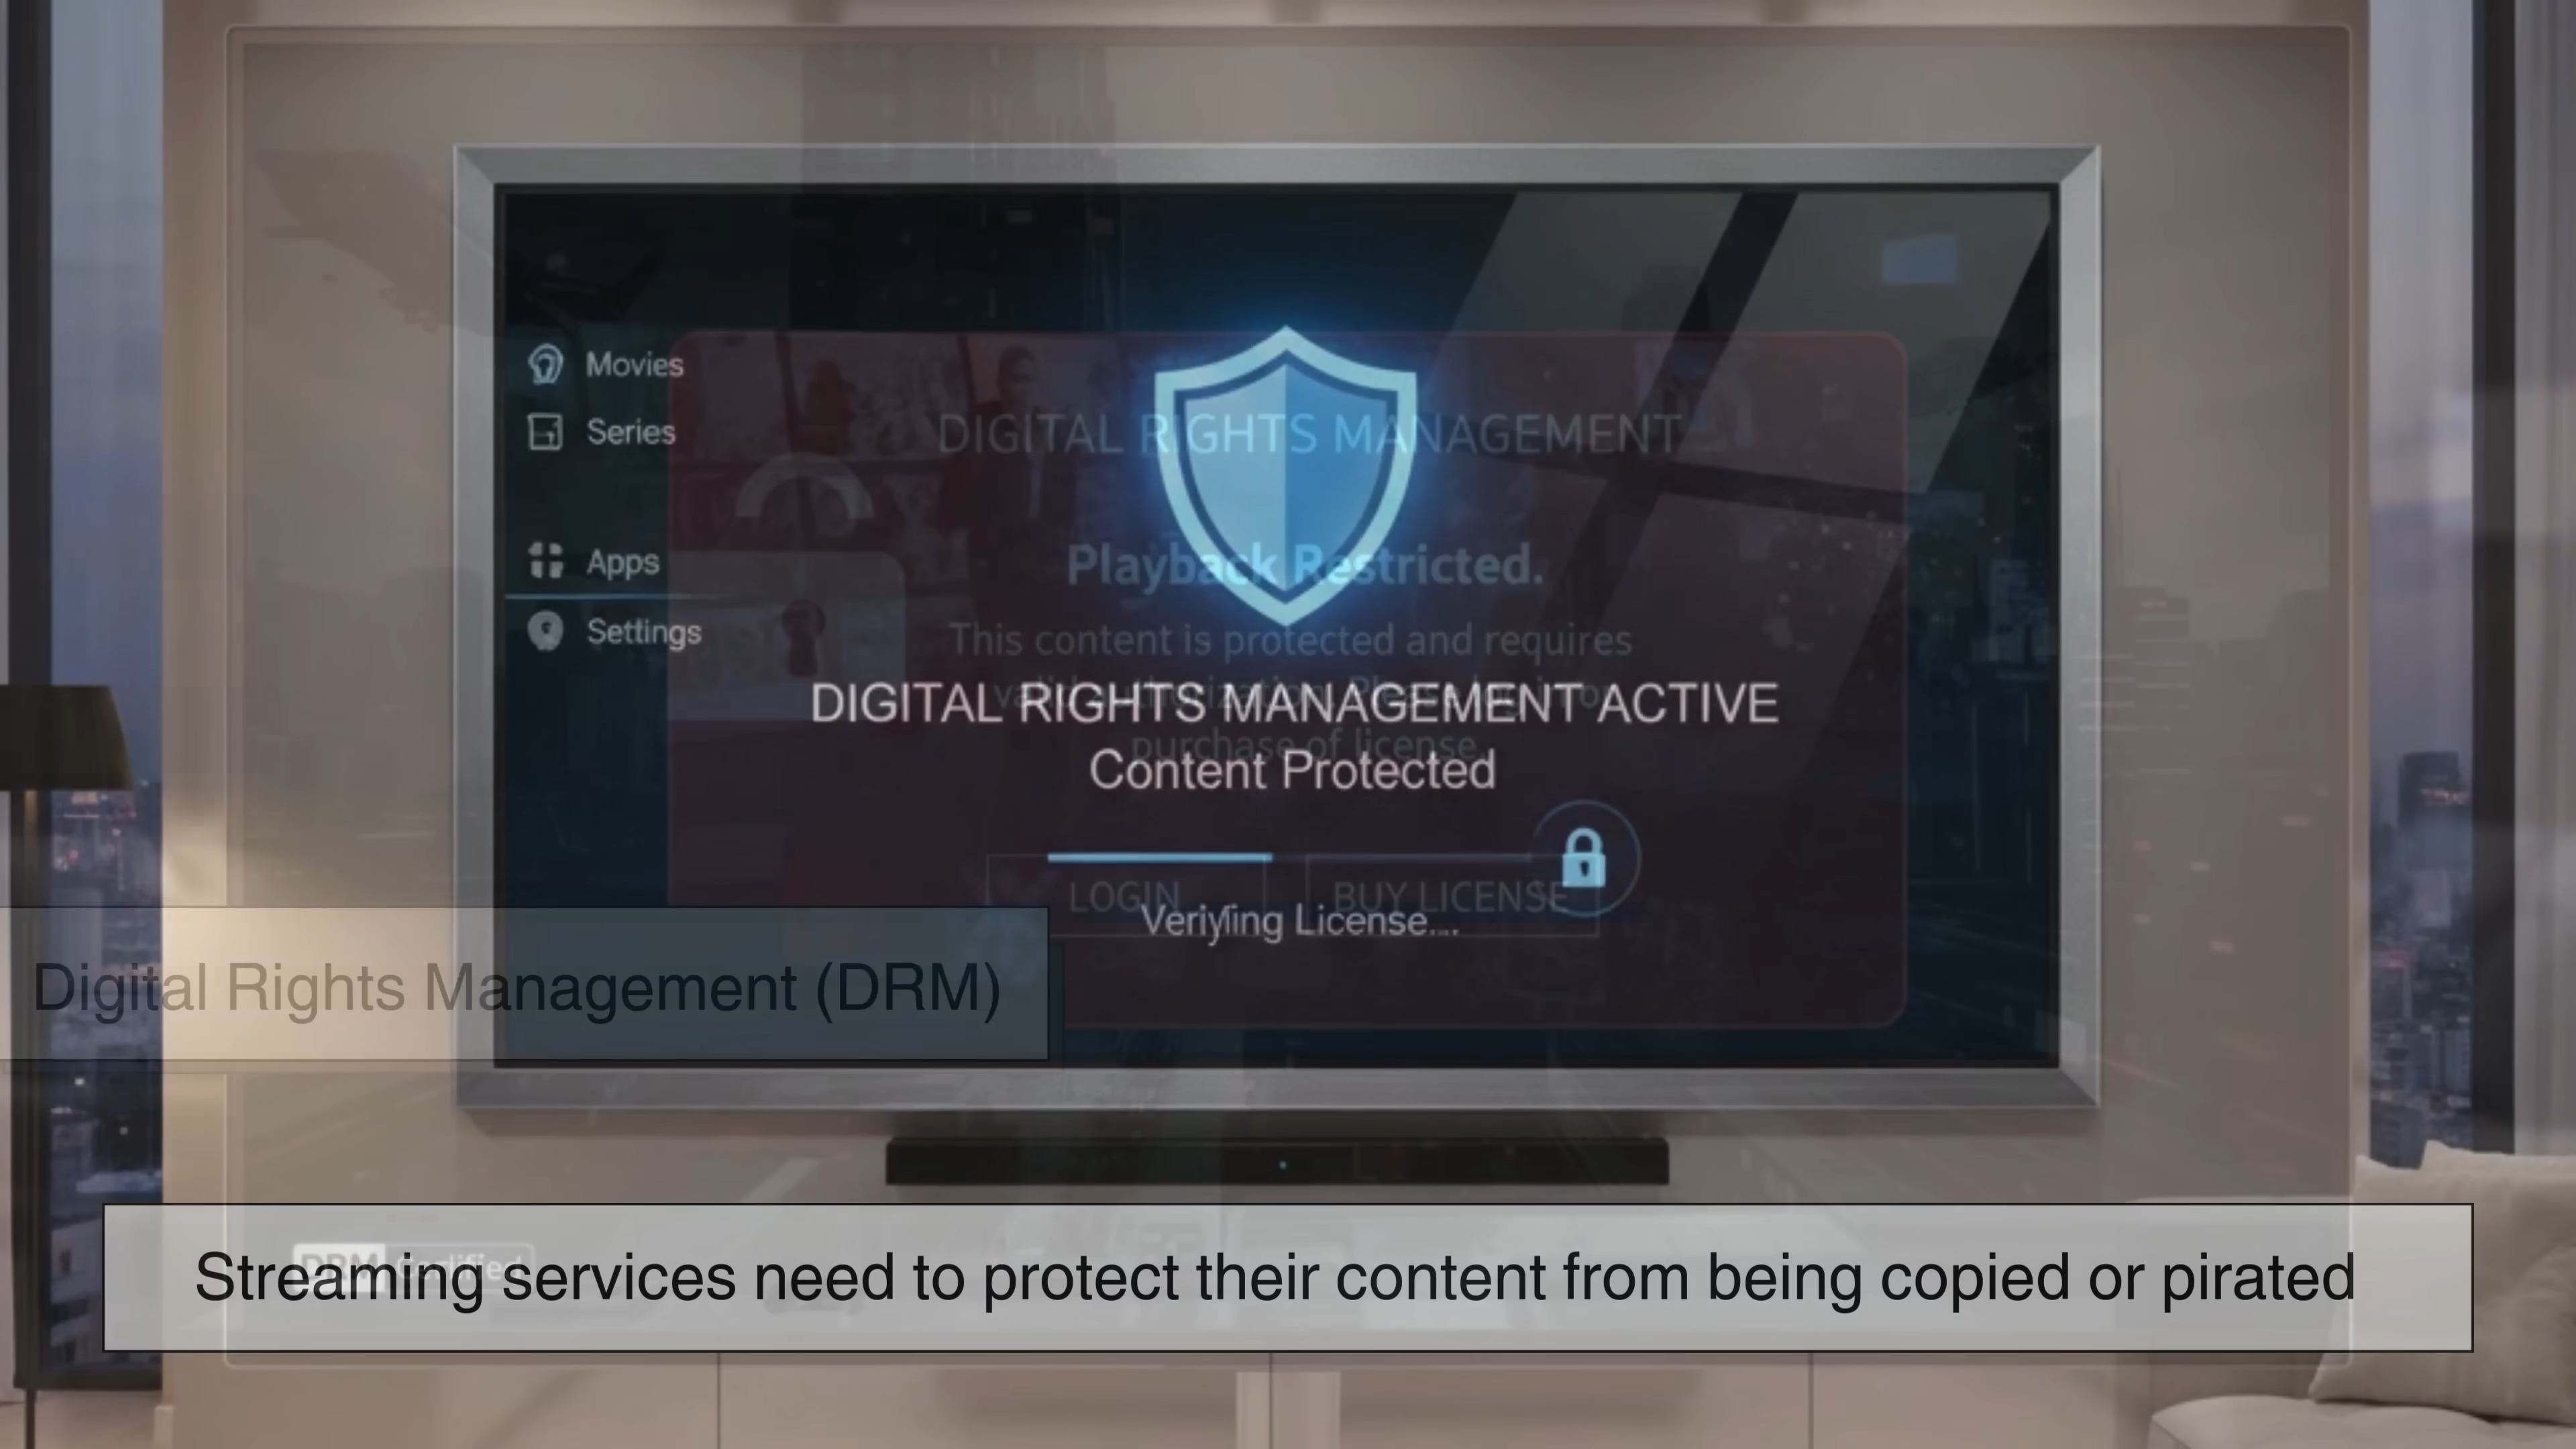 Movies
Series
Apps
Settings
DIGITAL RIGHTS MANAGEMENT
Playback Restricted.
This content is protected and requires
purchase of license.
DIGITAL RIGHTS MANAGEMENT ACTIVE
Content Protected
LOGIN
BUY LICENSE
License...
Digital Rights Management (DRM)
DRM
Streaming services need to protect their content from being copied or pirated